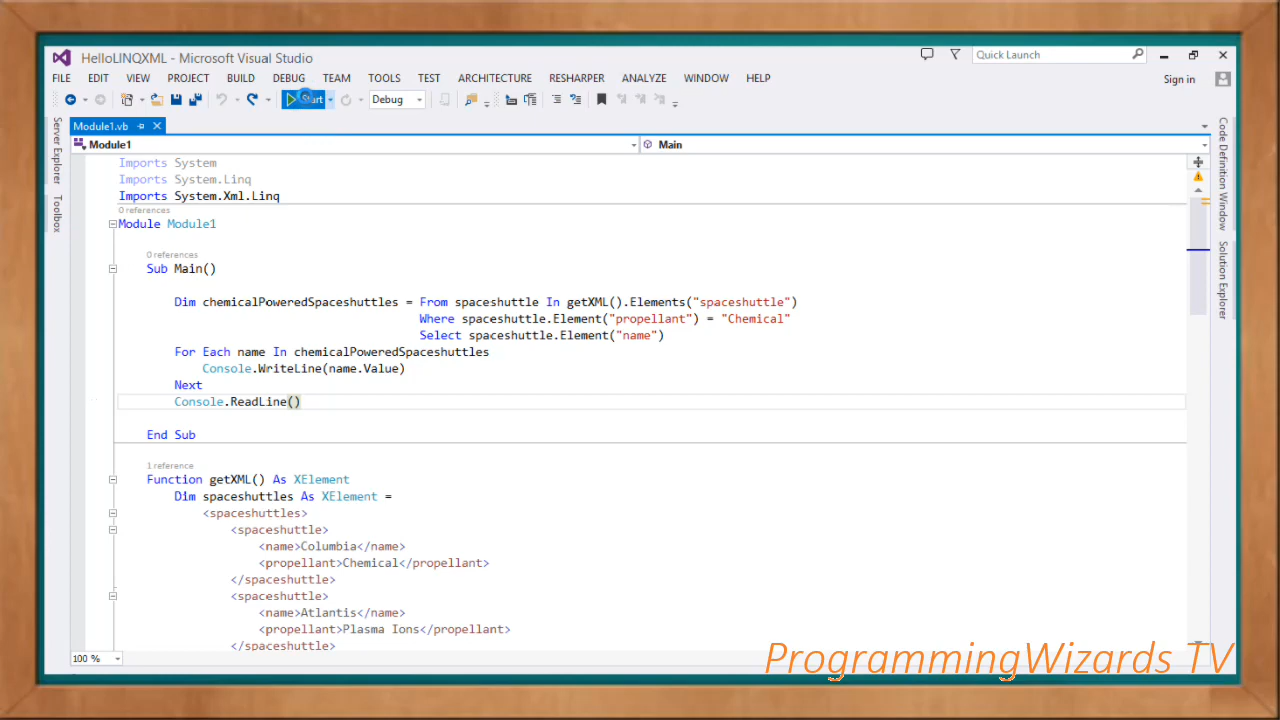 HelloLINQXML - Microsoft Visual Studio
Quick Launch
FILE EDIT VIEW PROJECT BUILD DEBUG TEAM TOOLS TEST ARCHITECTURE RESHARPER ANALYZE WINDOW HELP
Sign in
Start
Debug
Server Explorer
Toolbox
Module1.vb
Module1
Main
Code Definition Window
Solution Explorer
Imports System
Imports System.Linq
Imports System.Xml.Linq
0 references
Module Module1
0 references
Sub Main()
Dim chemicalPoweredSpaceshuttles = From spaceshuttle In getXML().Elements("spaceshuttle")
Where spaceshuttle.Element("propellant") = "Chemical"
Select spaceshuttle.Element("name")
For Each name In chemicalPoweredSpaceshuttles
Console.WriteLine(name.Value)
Next
Console.ReadLine()
End Sub
1 reference
Function getXML() As XElement
Dim spaceshuttles As XElement =
<spaceshuttles>
<spaceshuttle>
<name>Columbia</name>
<propellant>Chemical</propellant>
</spaceshuttle>
<spaceshuttle>
<name>Atlantis</name>
<propellant>Plasma Ions</propellant>
</spaceshuttle>
100 %
ProgrammingWizards TV